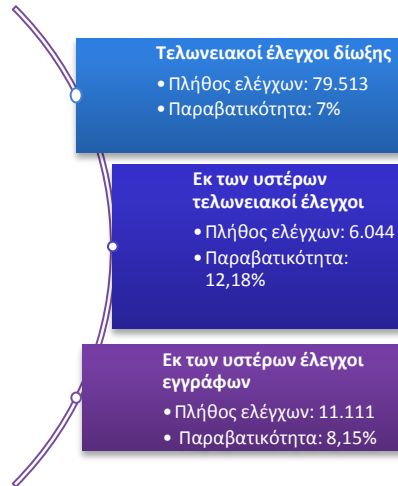 Τελωνειακοί έλεγχοι δίωξης
• Πλήθος ελέγχων: 79.513
• Παραβατικότητα: 7%
Εκ των υστέρων
τελωνειακοί έλεγχοι
• Πλήθος ελέγχων: 6.044
• Παραβατικότητα:
12,18%
Εκ των υστέρων έλεγχοι
εγγράφων
• Πλήθος ελέγχων: 11.111
• Παραβατικότητα: 8,15%